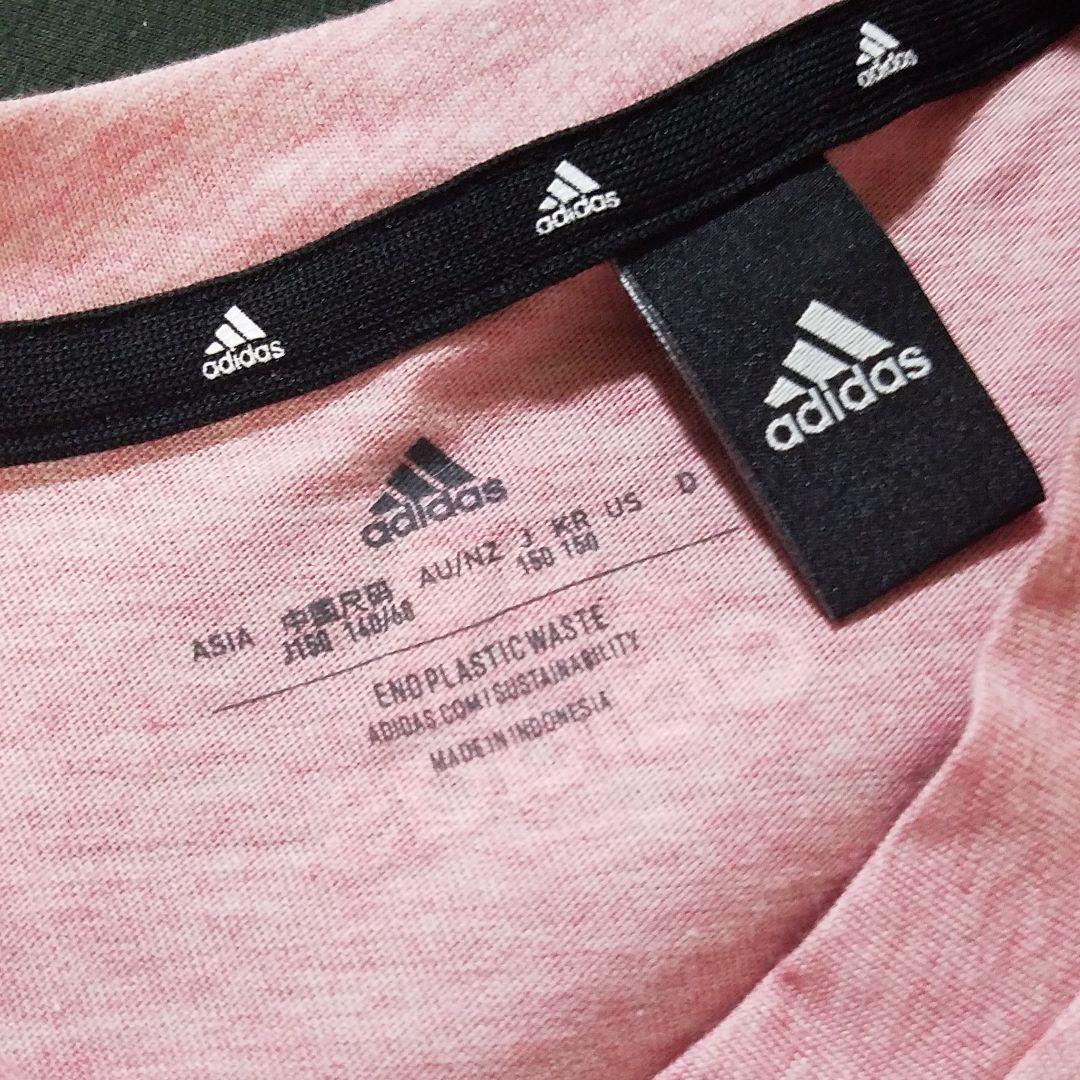 adidas
adidas
adidas
adidas
adidas
ASIA 中国尺码 AU/NZ J KR US D
J150 140/68 150 150
END PLASTIC WASTE
ADIDAS.COM/SUSTAINABILITY
MADE IN INDONESIA